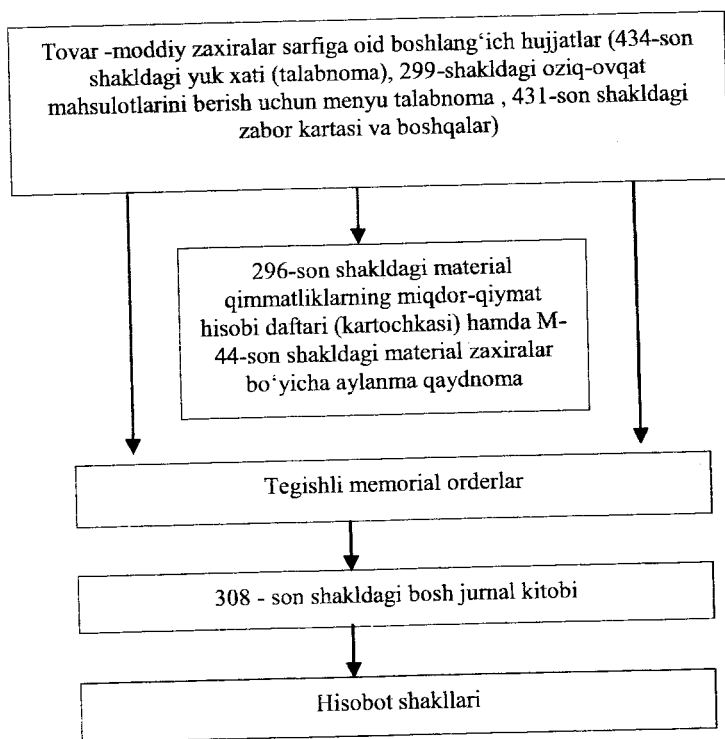 Tovar -moddiy zaxiralar sarfiga oid boshlang‘ich hujjatlar (434-son
shakldagi yuk xati (talabnoma), 299-shakldagi oziq-ovqat
mahsulotlarini berish uchun menyu talabnoma , 431-son shakldagi
zabor kartasi va boshqalar)
296-son shakldagi material
qimmatliklarning miqdor-qiymat
hisobi daftari (kartochkasi) hamda M-
44-son shakldagi material zaxiralar
bo‘yicha aylanma qaydnoma
Tegishli memorial orderlar
308 - son shakldagi bosh jurnal kitobi
Hisobot shakllari